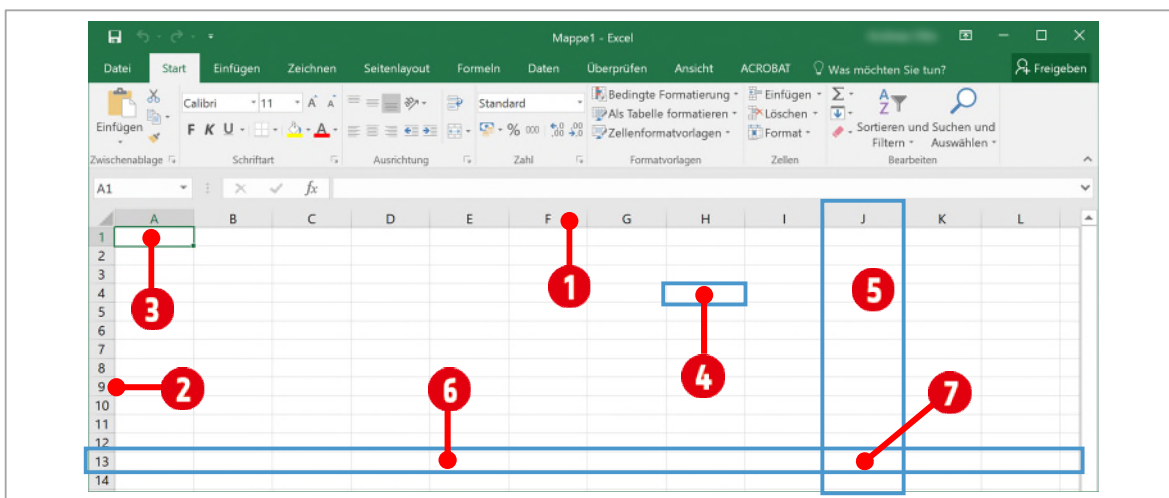 Mappe1 - Excel
Datei Start Einfügen Zeichnen Seitenlayout Formeln Daten Überprüfen Ansicht ACROBAT Was möchten Sie tun? Freigeben
Calibri 11 A A Standard Bedingte Formatierung Einfügen Σ A
Einfügen Als Tabelle formatieren Löschen Z
F K U A % 000 ,00 ,00 Zellenformatvorlagen Format Sortieren und Suchen und
Filtern Auswählen
Zwischenablage Schriftart Ausrichtung Zahl Formatvorlagen Zellen Bearbeiten
A1 fx
A B C D E F G H I J K L
1
2
3
4
5
6
7
8
9
10
11
12
13
14
3
1
4
5
2
6
7